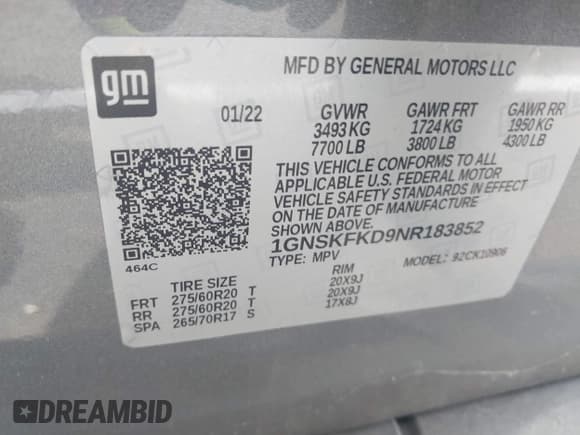 gm
MFD BY GENERAL MOTORS LLC
01/22 GVWR GAWR FRT GAWR RR
3493 KG 1724 KG 1950 KG
7700 LB 3800 LB 4300 LB
THIS VEHICLE CONFORMS TO ALL
APPLICABLE U.S. FEDERAL MOTOR
VEHICLE SAFETY STANDARDS IN EFFECT
ON THE DATE OF MANUFACTURE
1GNSKFKD9NR183852
TYPE: MPV MODEL: 92CK10906
464C
TIRE SIZE RIM
FRT 275/60R20 T 20X9J
RR 275/60R20 T 20X9J
SPA 265/70R17 S 17X8J
DREAMBID